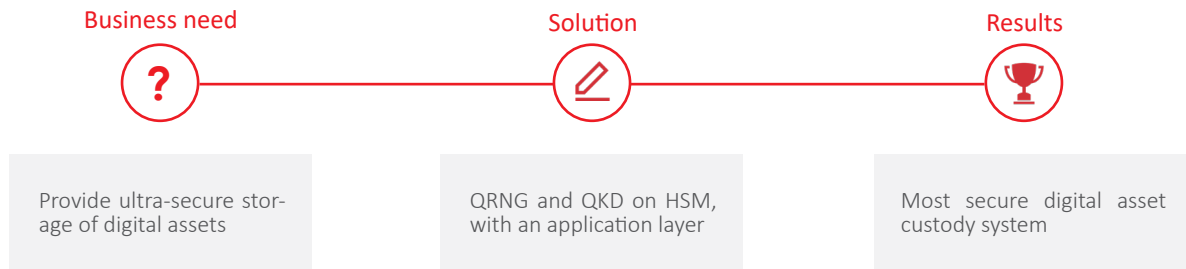 Business need
Solution
Results
?
Provide ultra-secure stor-
age of digital assets
QRNG and QKD on HSM,
with an application layer
Most secure digital asset
custody system